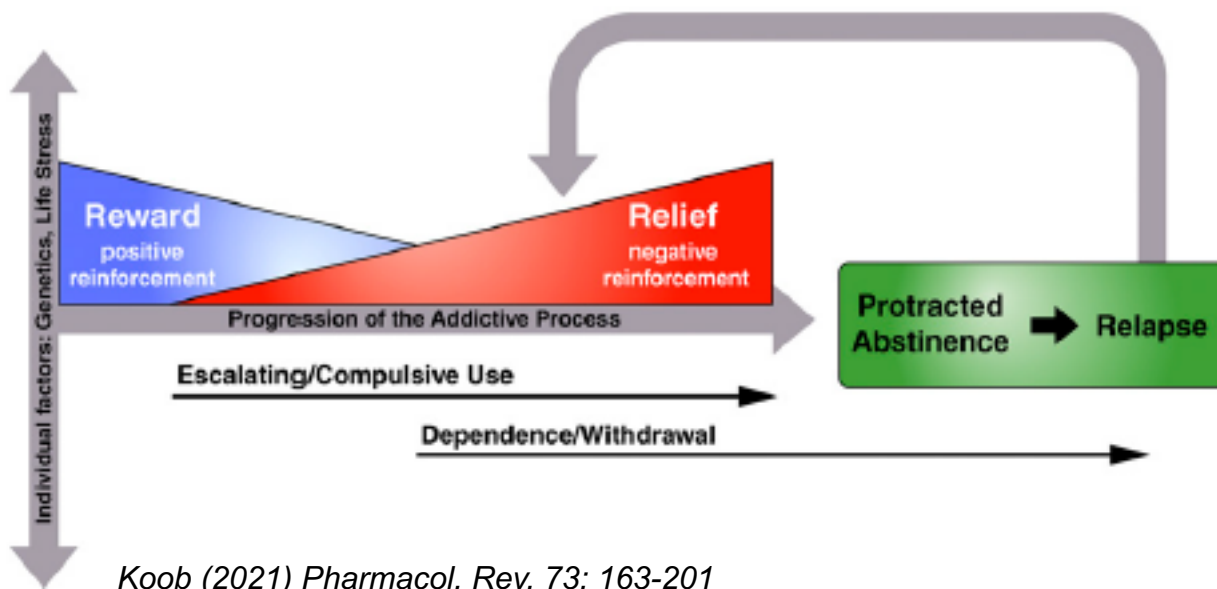 Individual factors: Genetics, Life Stress
Reward
positive
reinforcement
Relief
negative
reinforcement
Progression of the Addictive Process
Protracted
Abstinence
Relapse
Escalating/Compulsive Use
Dependence/Withdrawal
Koob (2021) Pharmacol. Rev. 73: 163-201